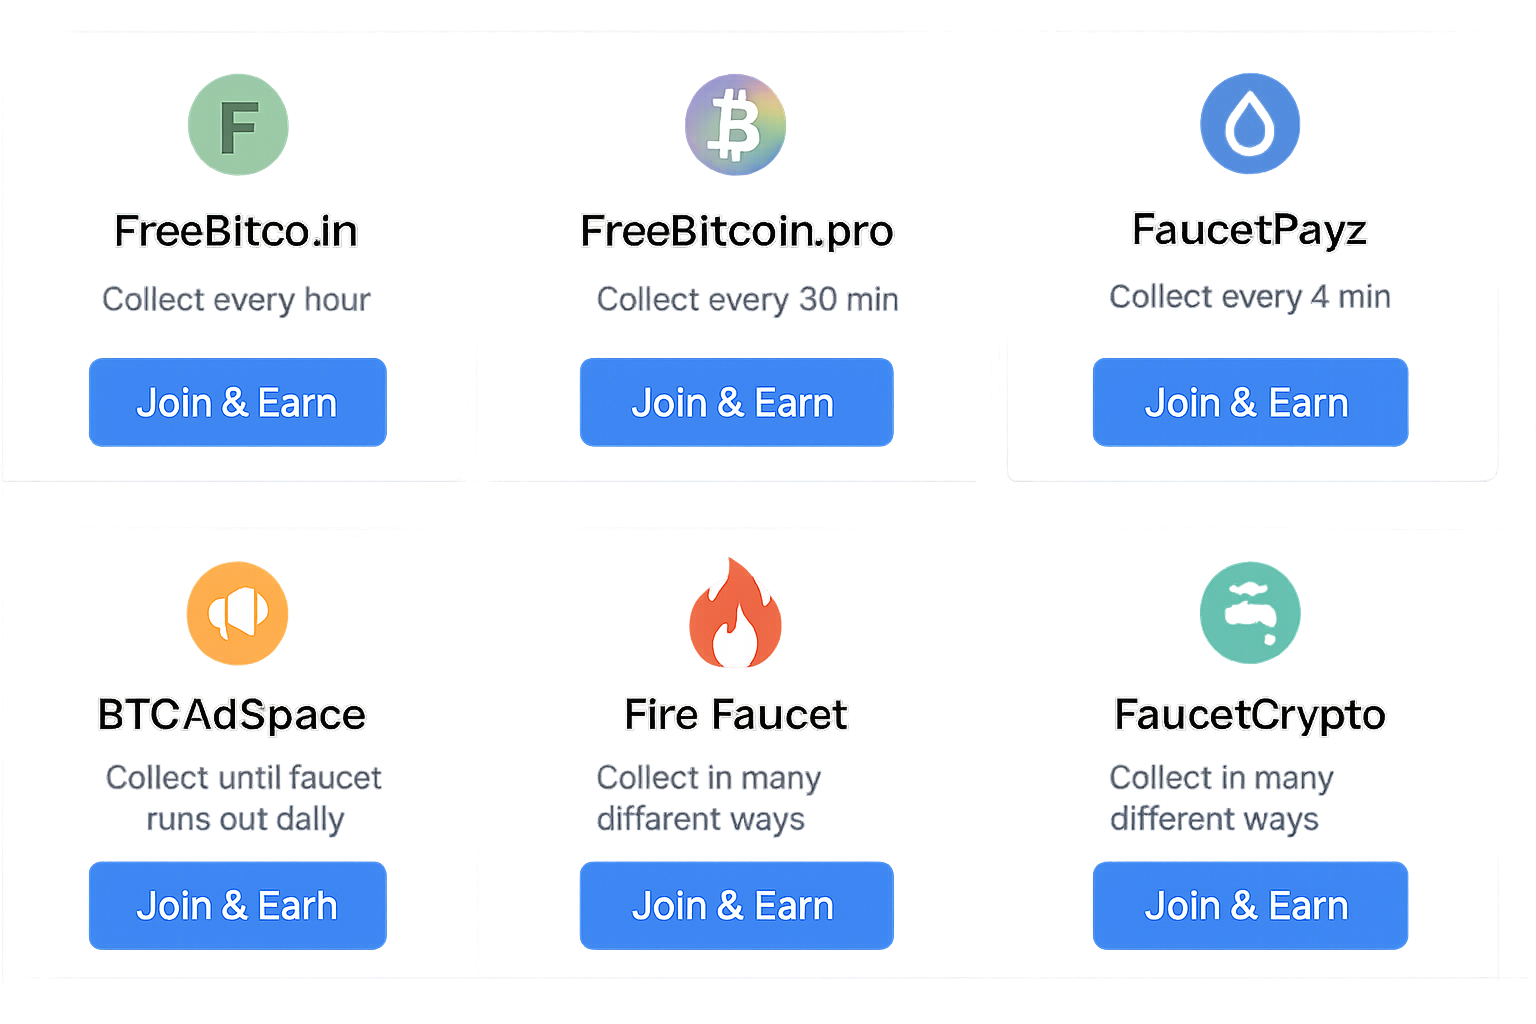 F
FreeBitco.in
Collect every hour
Join & Earn
FreeBitcoin.pro
Collect every 30 min
Join & Earn
FaucetPayz
Collect every 4 min
Join & Earn
BTCAdSpace
Collect until faucet
runs out dally
Join & Earh
Fire Faucet
Collect in many
diffarent ways
Join & Earn
FaucetCrypto
Collect in many
different ways
Join & Earn